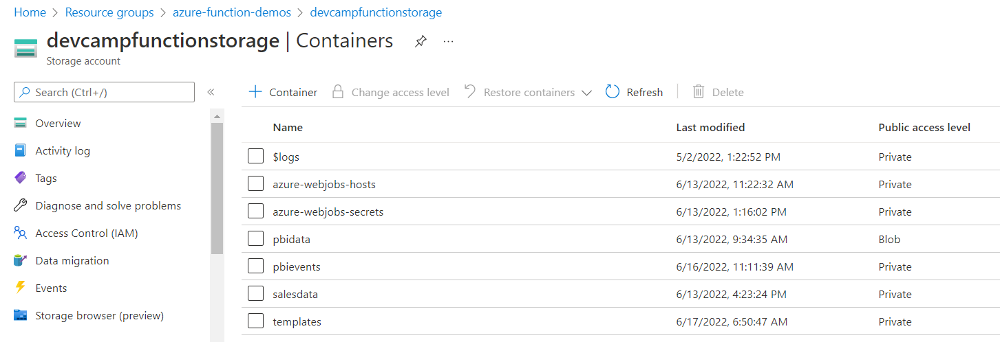 Home > Resource groups > azure-function-demos > devcampfunctionstorage
devcampfunctionstorage | Containers ...
Storage account
Search (Ctrl+/) «
Container Change access level Restore containers Refresh Delete
Overview
Activity log
Tags
Diagnose and solve problems
Access Control (IAM)
Data migration
Events
Storage browser (preview)
Name Last modified Public access level
$logs 5/2/2022, 1:22:52 PM Private
azure-webjobs-hosts 6/13/2022, 11:22:32 AM Private
azure-webjobs-secrets 6/13/2022, 1:16:02 PM Private
pbidata 6/13/2022, 9:34:35 AM Blob
pbievents 6/16/2022, 11:11:39 AM Private
salesdata 6/13/2022, 4:23:24 PM Private
templates 6/17/2022, 6:50:47 AM Private